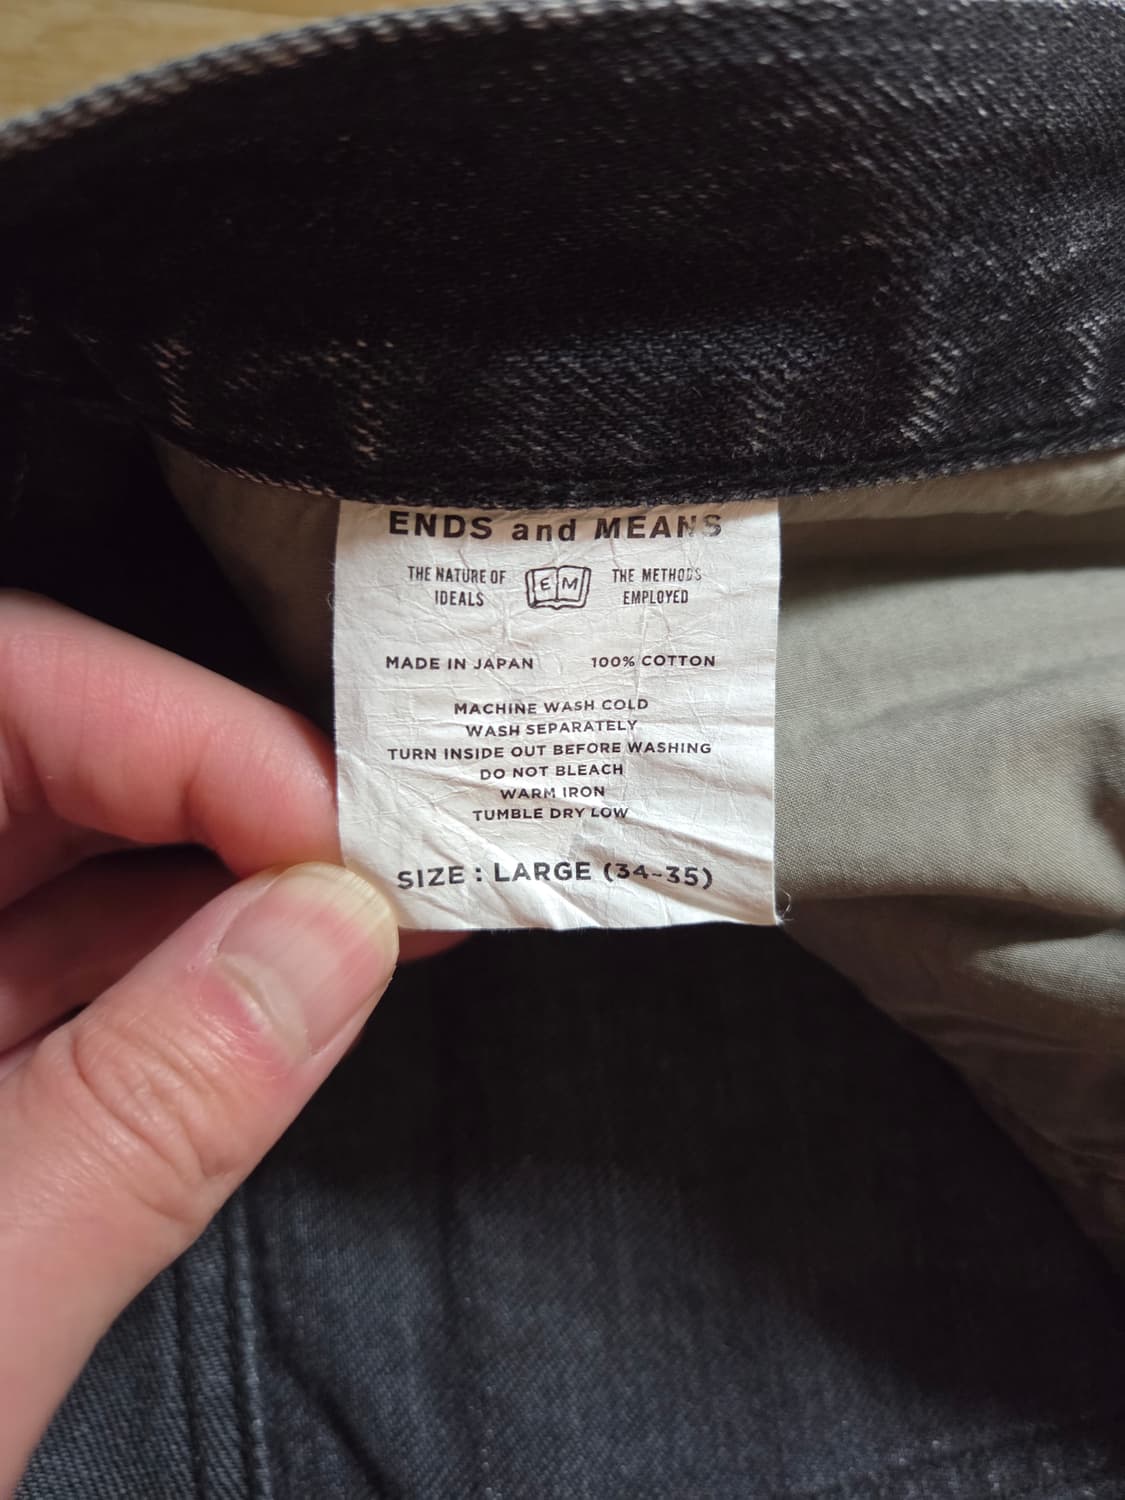 ENDS and MEANS
THE NATURE OF IDEALS
E M
THE METHODS EMPLOYED
MADE IN JAPAN
100% COTTON
MACHINE WASH COLD
WASH SEPARATELY
TURN INSIDE OUT BEFORE WASHING
DO NOT BLEACH
WARM IRON
TUMBLE DRY LOW
SIZE : LARGE (34-35)